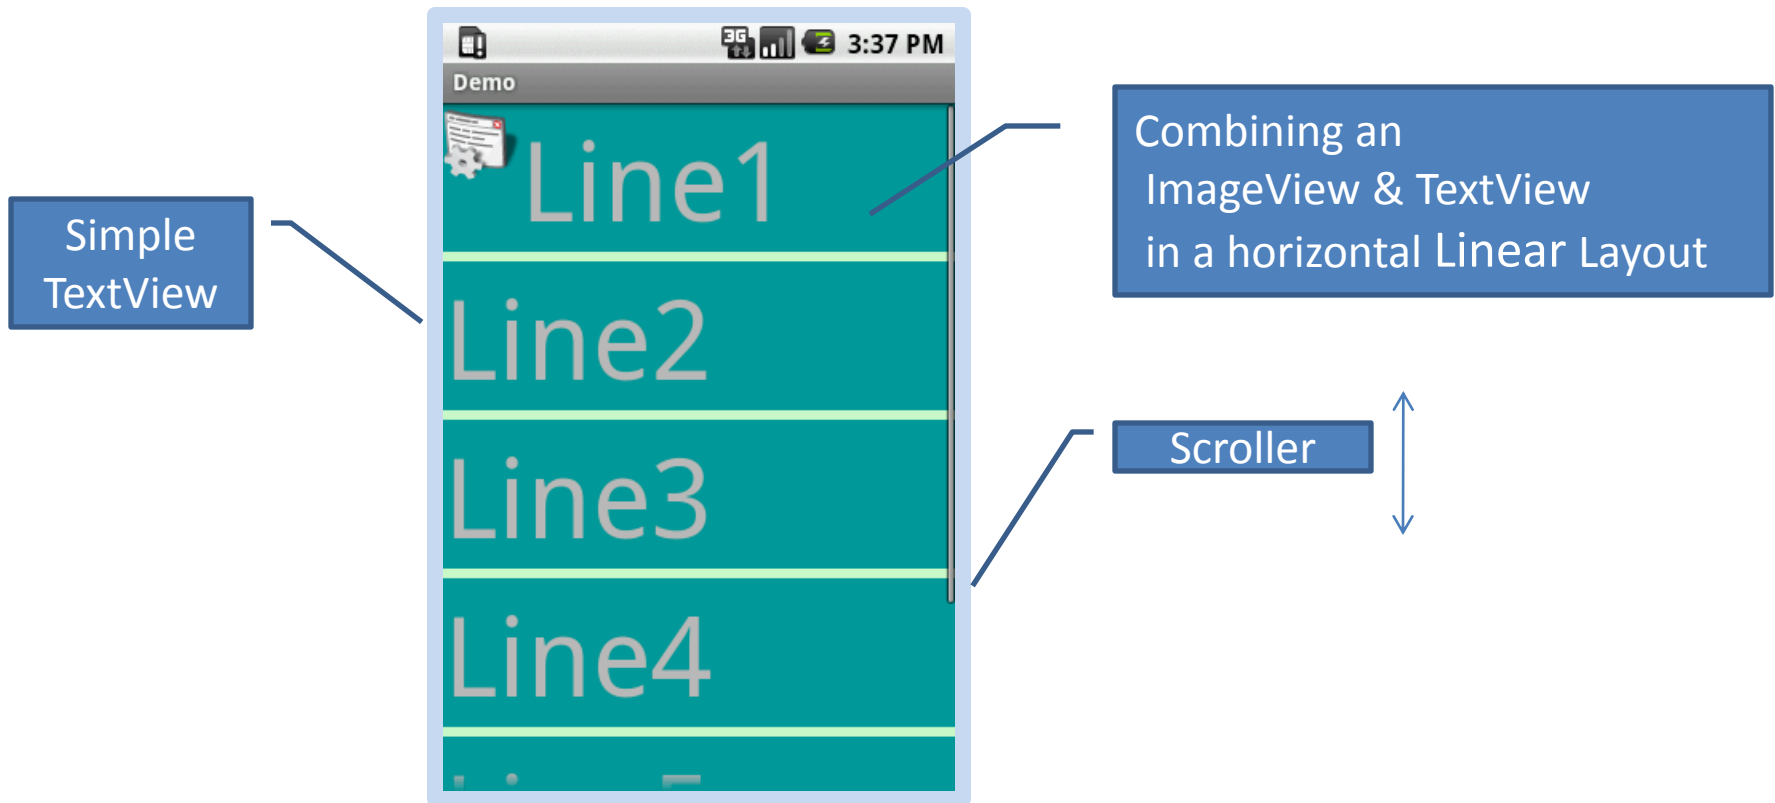 3G 3:37 PM
Demo
Line1
Line2
Line3
Line4
Simple
TextView
Combining an
ImageView & TextView
in a horizontal Linear Layout
Scroller